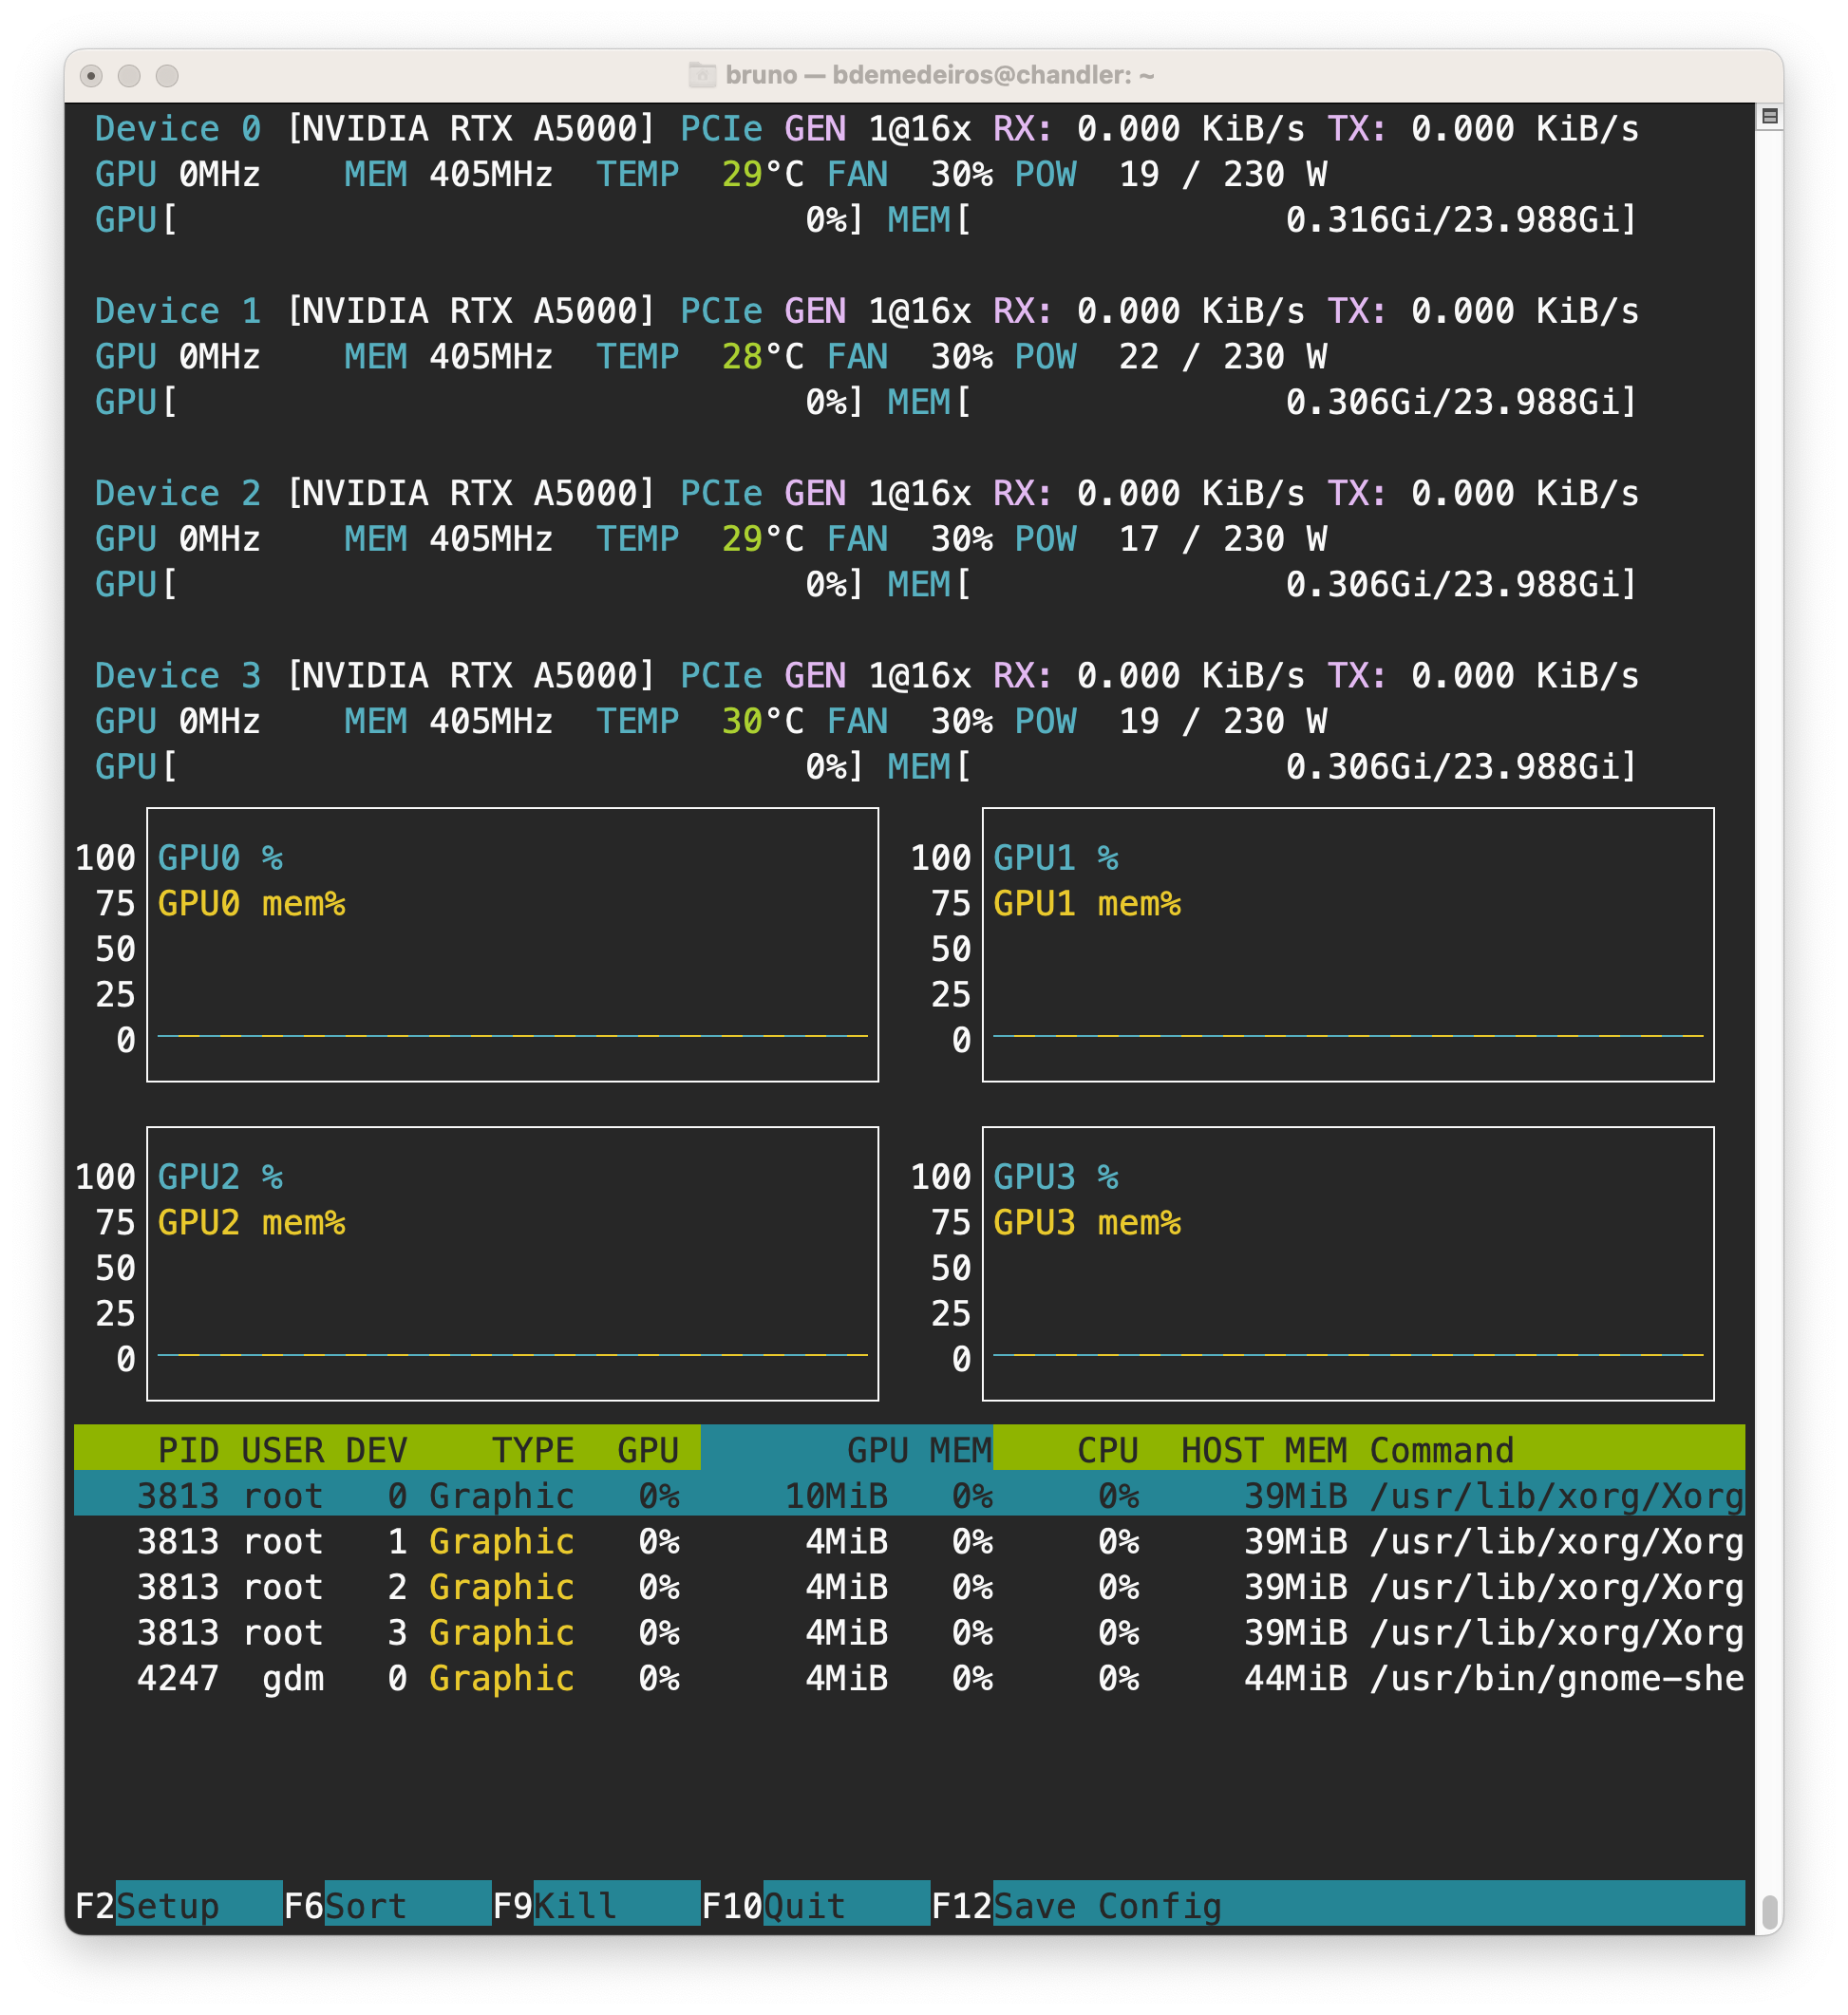 bruno — bdemedeiros@chandler: ~
Device 0 [NVIDIA RTX A5000] PCIe GEN 1@16x RX: 0.000 KiB/s TX: 0.000 KiB/s
GPU 0MHz MEM 405MHz TEMP 29°C FAN 30% POW 19 / 230 W
GPU[ 0%] MEM[ 0.316Gi/23.988Gi]
Device 1 [NVIDIA RTX A5000] PCIe GEN 1@16x RX: 0.000 KiB/s TX: 0.000 KiB/s
GPU 0MHz MEM 405MHz TEMP 28°C FAN 30% POW 22 / 230 W
GPU[ 0%] MEM[ 0.306Gi/23.988Gi]
Device 2 [NVIDIA RTX A5000] PCIe GEN 1@16x RX: 0.000 KiB/s TX: 0.000 KiB/s
GPU 0MHz MEM 405MHz TEMP 29°C FAN 30% POW 17 / 230 W
GPU[ 0%] MEM[ 0.306Gi/23.988Gi]
Device 3 [NVIDIA RTX A5000] PCIe GEN 1@16x RX: 0.000 KiB/s TX: 0.000 KiB/s
GPU 0MHz MEM 405MHz TEMP 30°C FAN 30% POW 19 / 230 W
GPU[ 0%] MEM[ 0.306Gi/23.988Gi]
100 GPU0 % 100 GPU1 %
75 GPU0 mem% 75 GPU1 mem%
50 50
25 25
0 0
100 GPU2 % 100 GPU3 %
75 GPU2 mem% 75 GPU3 mem%
50 50
25 25
0 0
PID USER DEV TYPE GPU GPU MEM CPU HOST MEM Command
3813 root 0 Graphic 0% 10MiB 0% 0% 39MiB /usr/lib/xorg/Xorg
3813 root 1 Graphic 0% 4MiB 0% 0% 39MiB /usr/lib/xorg/Xorg
3813 root 2 Graphic 0% 4MiB 0% 0% 39MiB /usr/lib/xorg/Xorg
3813 root 3 Graphic 0% 4MiB 0% 0% 39MiB /usr/lib/xorg/Xorg
4247 gdm 0 Graphic 0% 4MiB 0% 0% 44MiB /usr/bin/gnome-she
F2Setup F6Sort F9Kill F10Quit F12Save Config